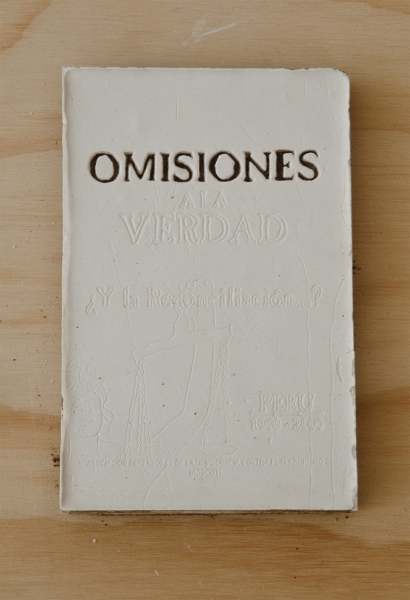 OMISIONES
A LA
VERDAD
¿Y la Reconciliación...?
PERÚ
1980 - 2000